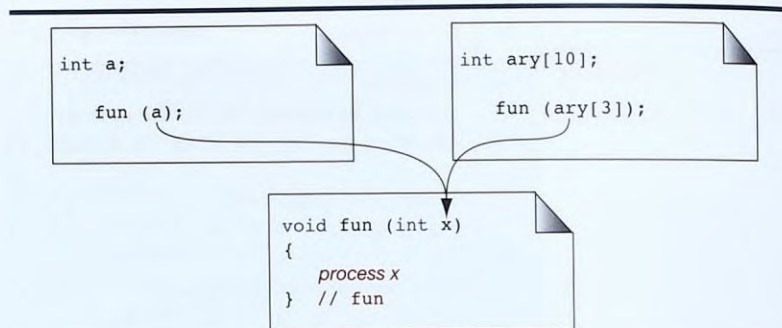 int a;
fun (a);
int ary[10];
fun (ary[3]);
void fun (int x)
{
process x
} // fun